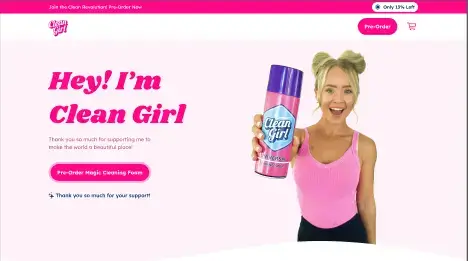 Join the Clean Revolution! Pre-Order Now
Only 13% Left
Clean
Girl
Pre-Order
Hey! I'm
Clean Girl
Thank you so much for supporting me to
make the world a beautiful place!
Pre-Order Magic Cleaning Foam
Thank you so much for your support!
Clean
Girl